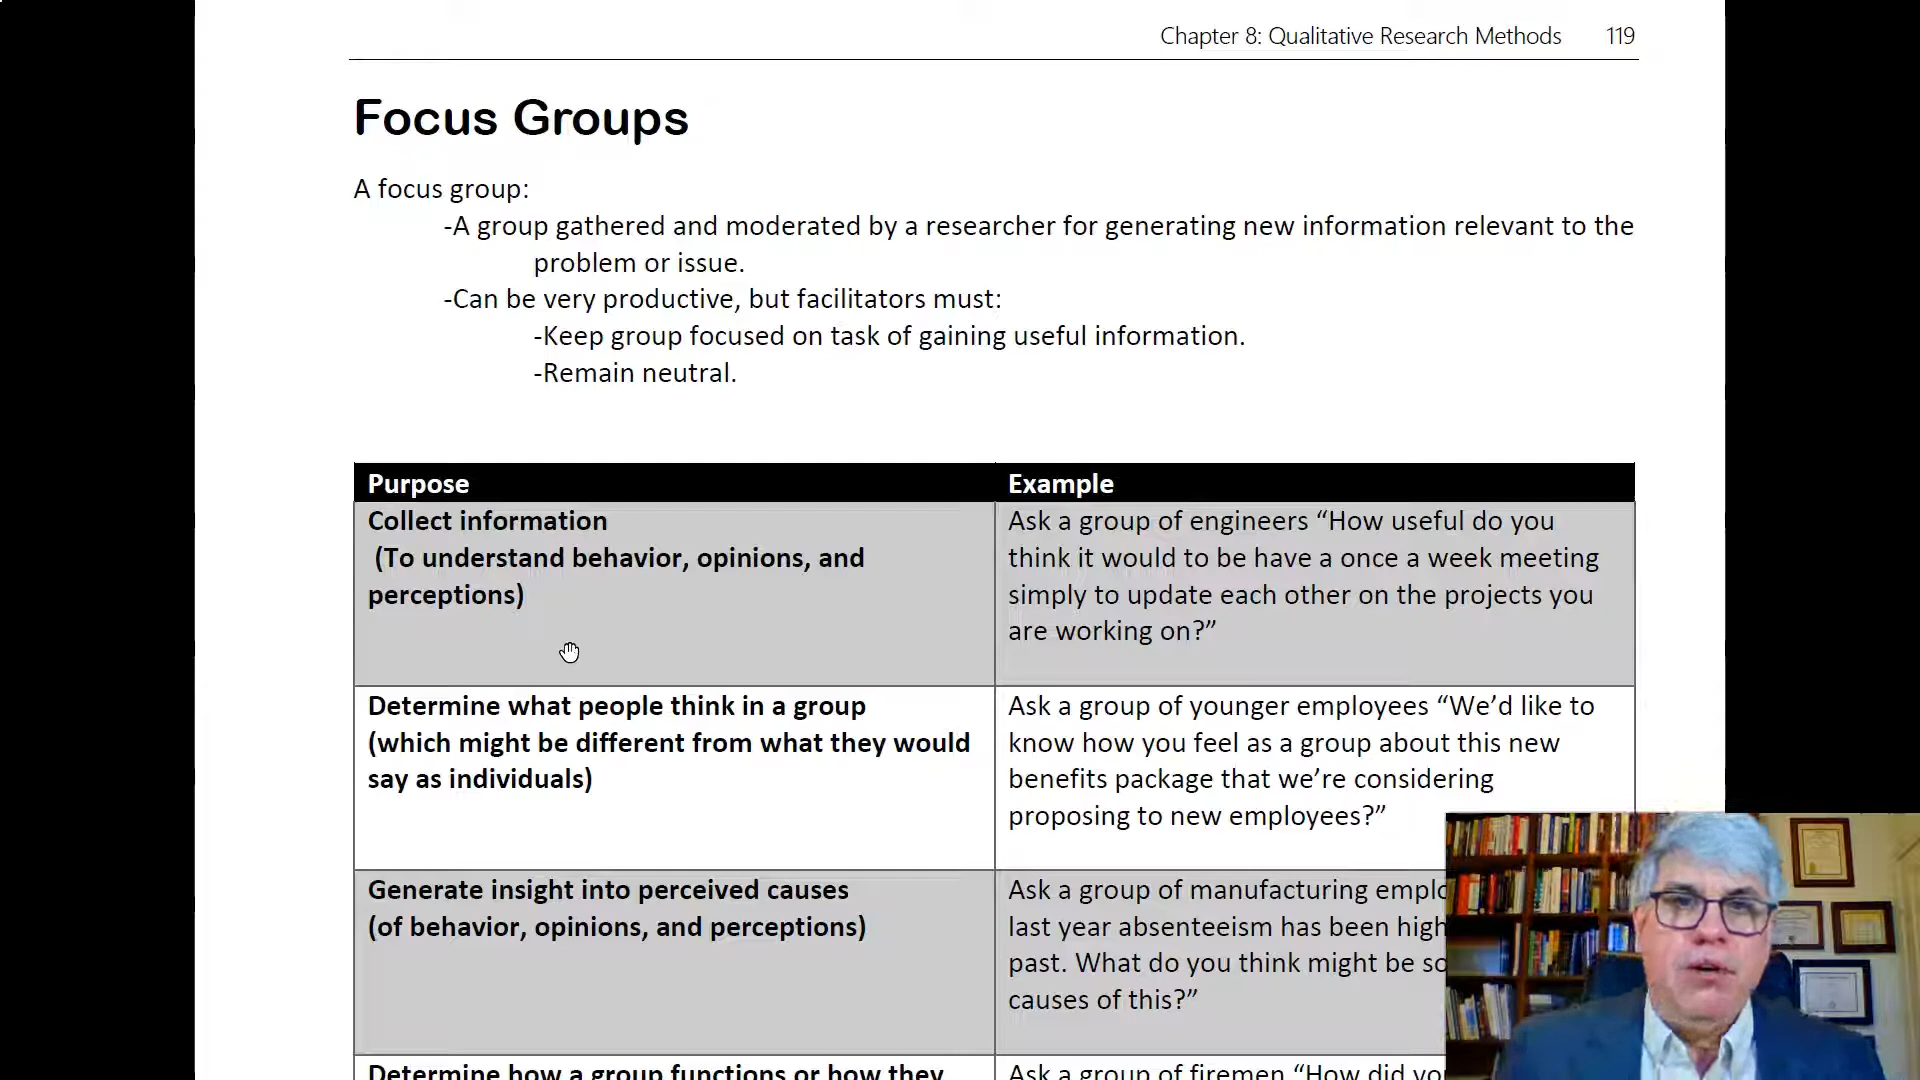 Chapter 8: Qualitative Research Methods 119
Focus Groups
A focus group:
-A group gathered and moderated by a researcher for generating new information relevant to the
problem or issue.
-Can be very productive, but facilitators must:
-Keep group focused on task of gaining useful information.
-Remain neutral.
Purpose
Example
Collect information
(To understand behavior, opinions, and
perceptions)
Ask a group of engineers “How useful do you
think it would to be have a once a week meeting
simply to update each other on the projects you
are working on?”
Determine what people think in a group
(which might be different from what they would
say as individuals)
Ask a group of younger employees “We’d like to
know how you feel as a group about this new
benefits package that we’re considering
proposing to new employees?”
Generate insight into perceived causes
(of behavior, opinions, and perceptions)
Ask a group of manufacturing
last year absenteeism has been
past. What do you think might be
causes of this?”
Determine how a group functions or how they
Ask a group of firemen “How did